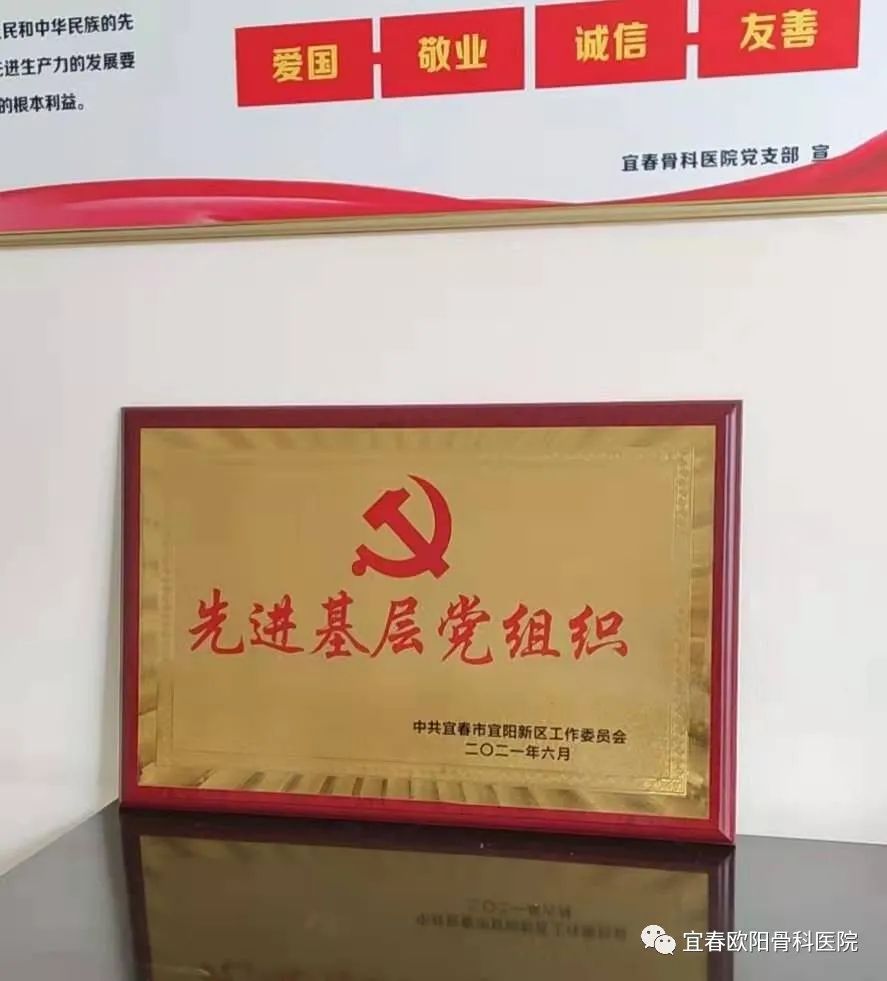 民和中华民族的先
进生产力的发展要
的根本利益。
爱国 敬业 诚信 友善
宜春骨科医院党支部 宣
先进基层党组织
中共宜春市宜阳新区工作委员会
二〇二一年六月
宜春欧阳骨科医院